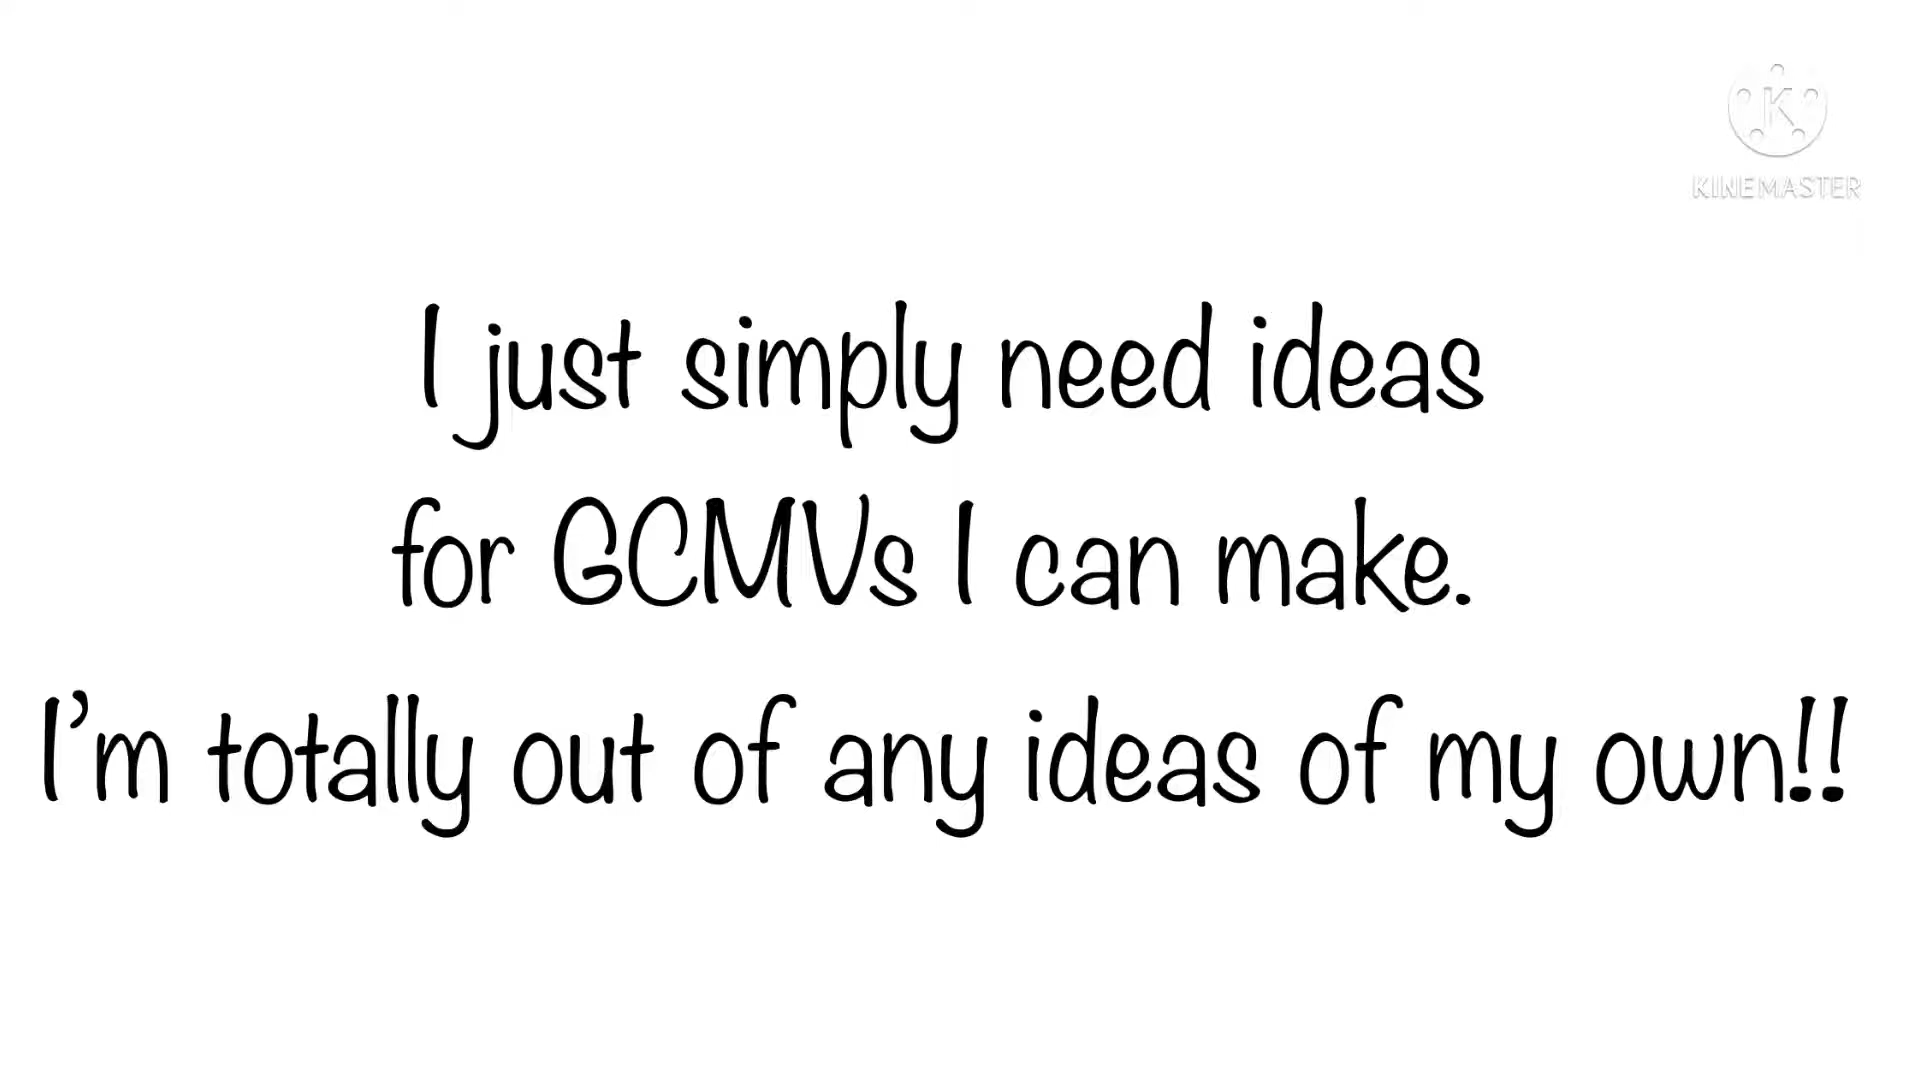 KINEMASTER
I just simply need ideas
for GCMVs I can make.
I'm totally out of any ideas of my own!!